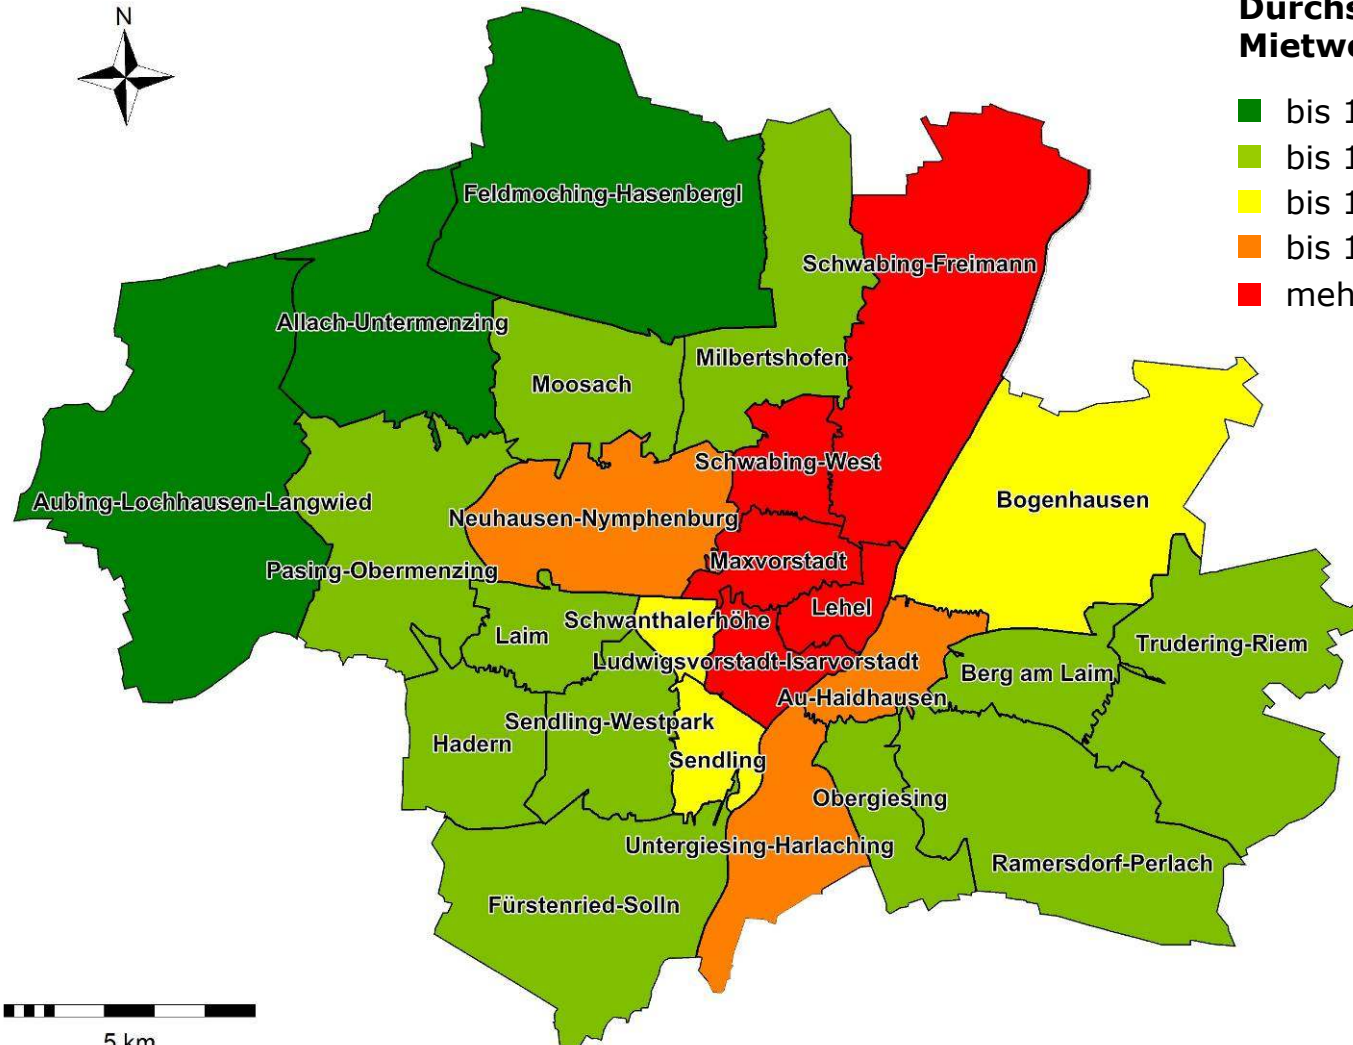 N
Durchs
Mietwo
bis 1
bis 1
bis 1
bis 1
meh
Feldmoching-Hasenbergl
Schwabing-Freimann
Allach-Untermenzing
Milbertshofen
Moosach
Schwabing-West
Aubing-Lochhausen-Langwied
Bogenhausen
Neuhausen-Nymphenburg
Maxvorstadt
Pasing-Obermenzing
Lehel
Schwanthalerhöhe
Laim
Trudering-Riem
Ludwigsvorstadt-Isarvorstadt
Berg am Laim
Au-Haidhausen
Sendling-Westpark
Hadern
Sendling
Obergiesing
Untergiesing-Harlaching
Ramersdorf-Perlach
Fürstenried-Solln
5 km